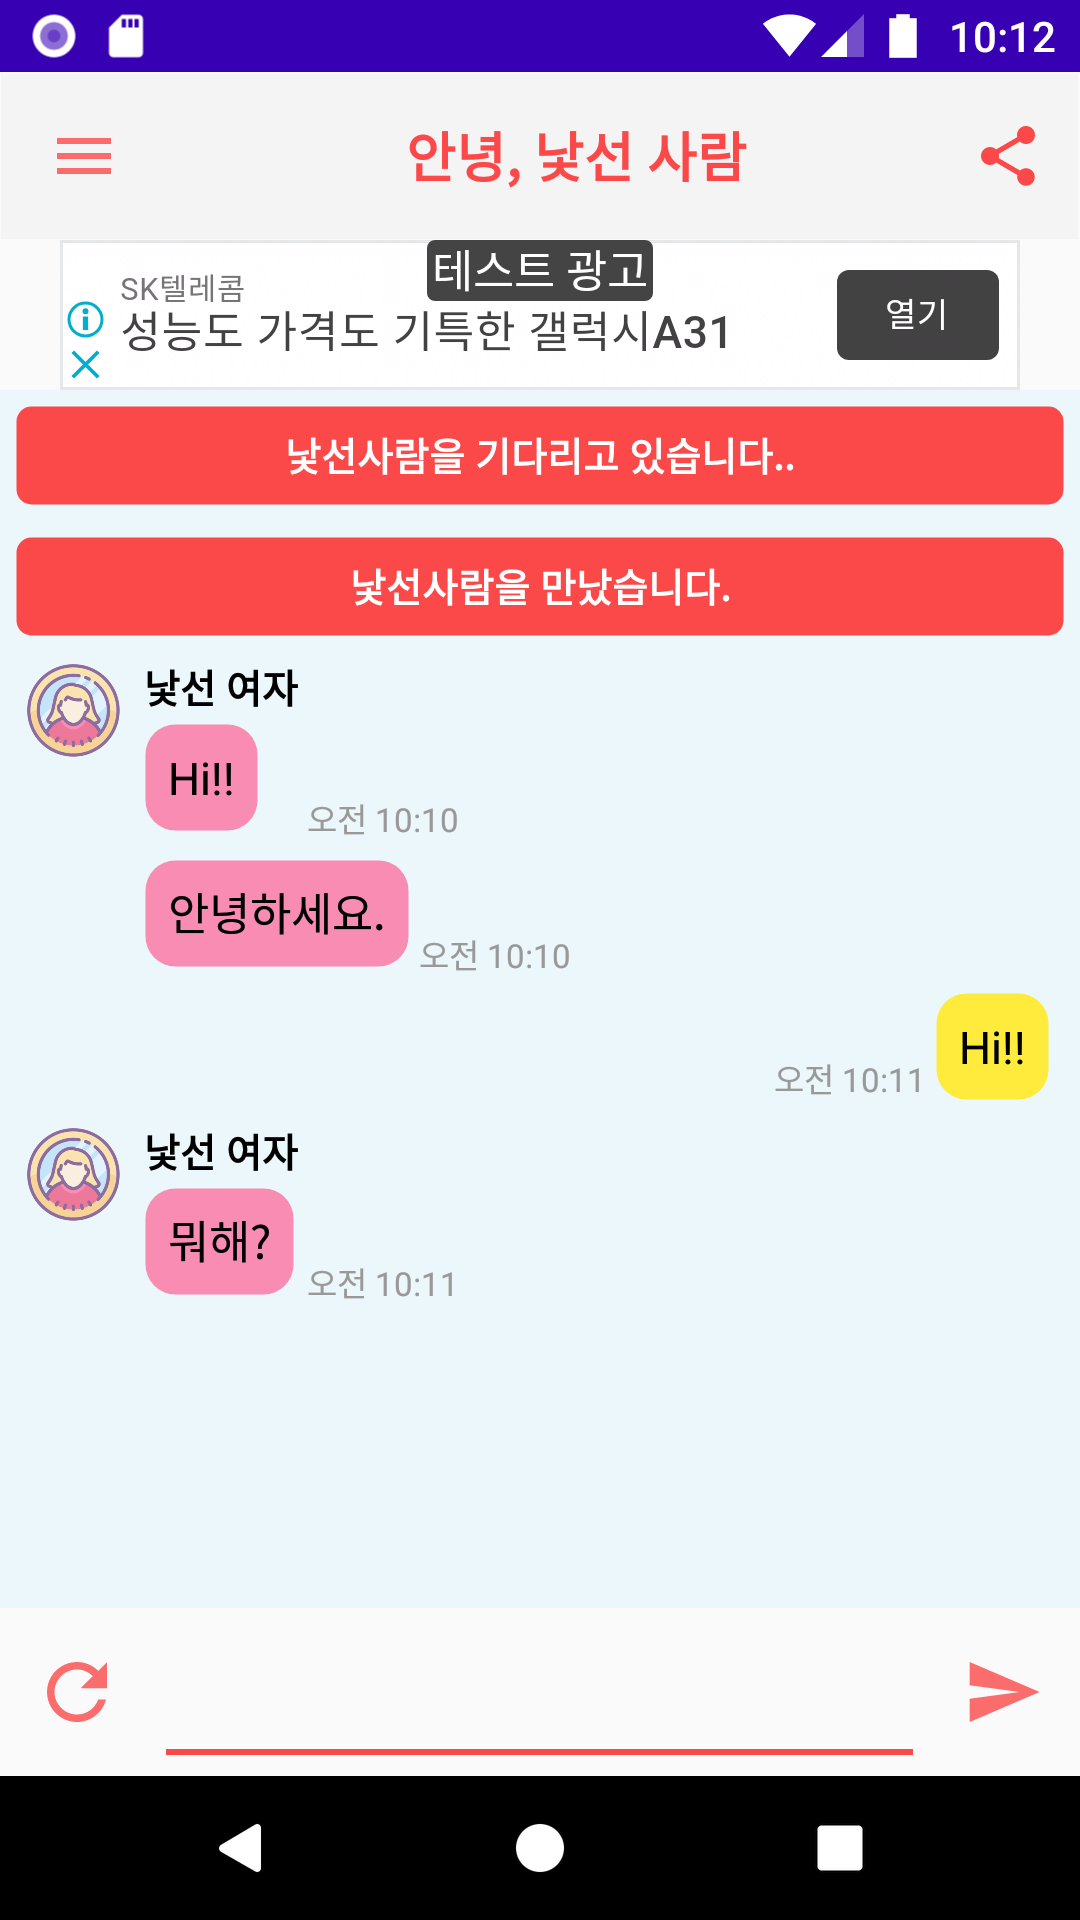 10:12
안녕, 낯선 사람
테스트 광고
SK텔레콤
성능도 가격도 기특한 갤럭시A31
열기
낯선사람을 기다리고 있습니다..
낯선사람을 만났습니다.
낯선 여자
Hi!!
오전 10:10
안녕하세요.
오전 10:10
Hi!!
오전 10:11
낯선 여자
뭐해?
오전 10:11